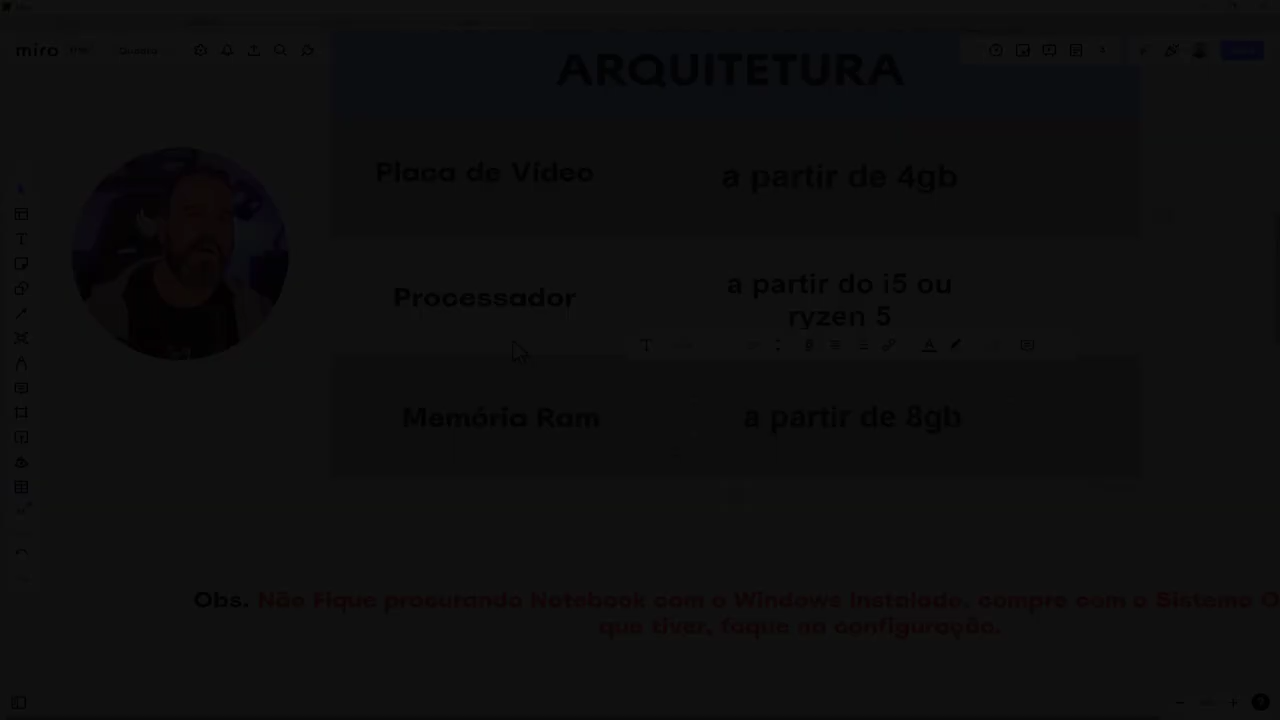 miro
ARQUITETURA
Placa de Vídeo
a partir de 4gb
Processador
a partir do i5 ou
ryzen 5
Memória Ram
a partir de 8gb
Obs. Não Fique procurando Notebook com o Windows Instalado, compre com o Sistema O
que tiver, foque na configuração.